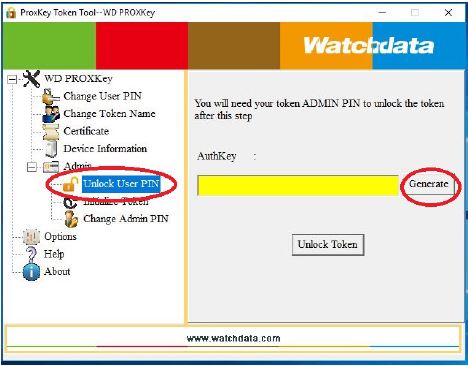 ProxKey Token Tool--WD PROXKey
Watchdata
WD PROXKey
Change User PIN
Change Token Name
Certificate
Device Information
Admin
Unlock User PIN
Initialize Token
Change Admin PIN
Options
Help
About
You will need your token ADMIN PIN to unlock the token
after this step
AuthKey :
Generate
Unlock Token
www.watchdata.com